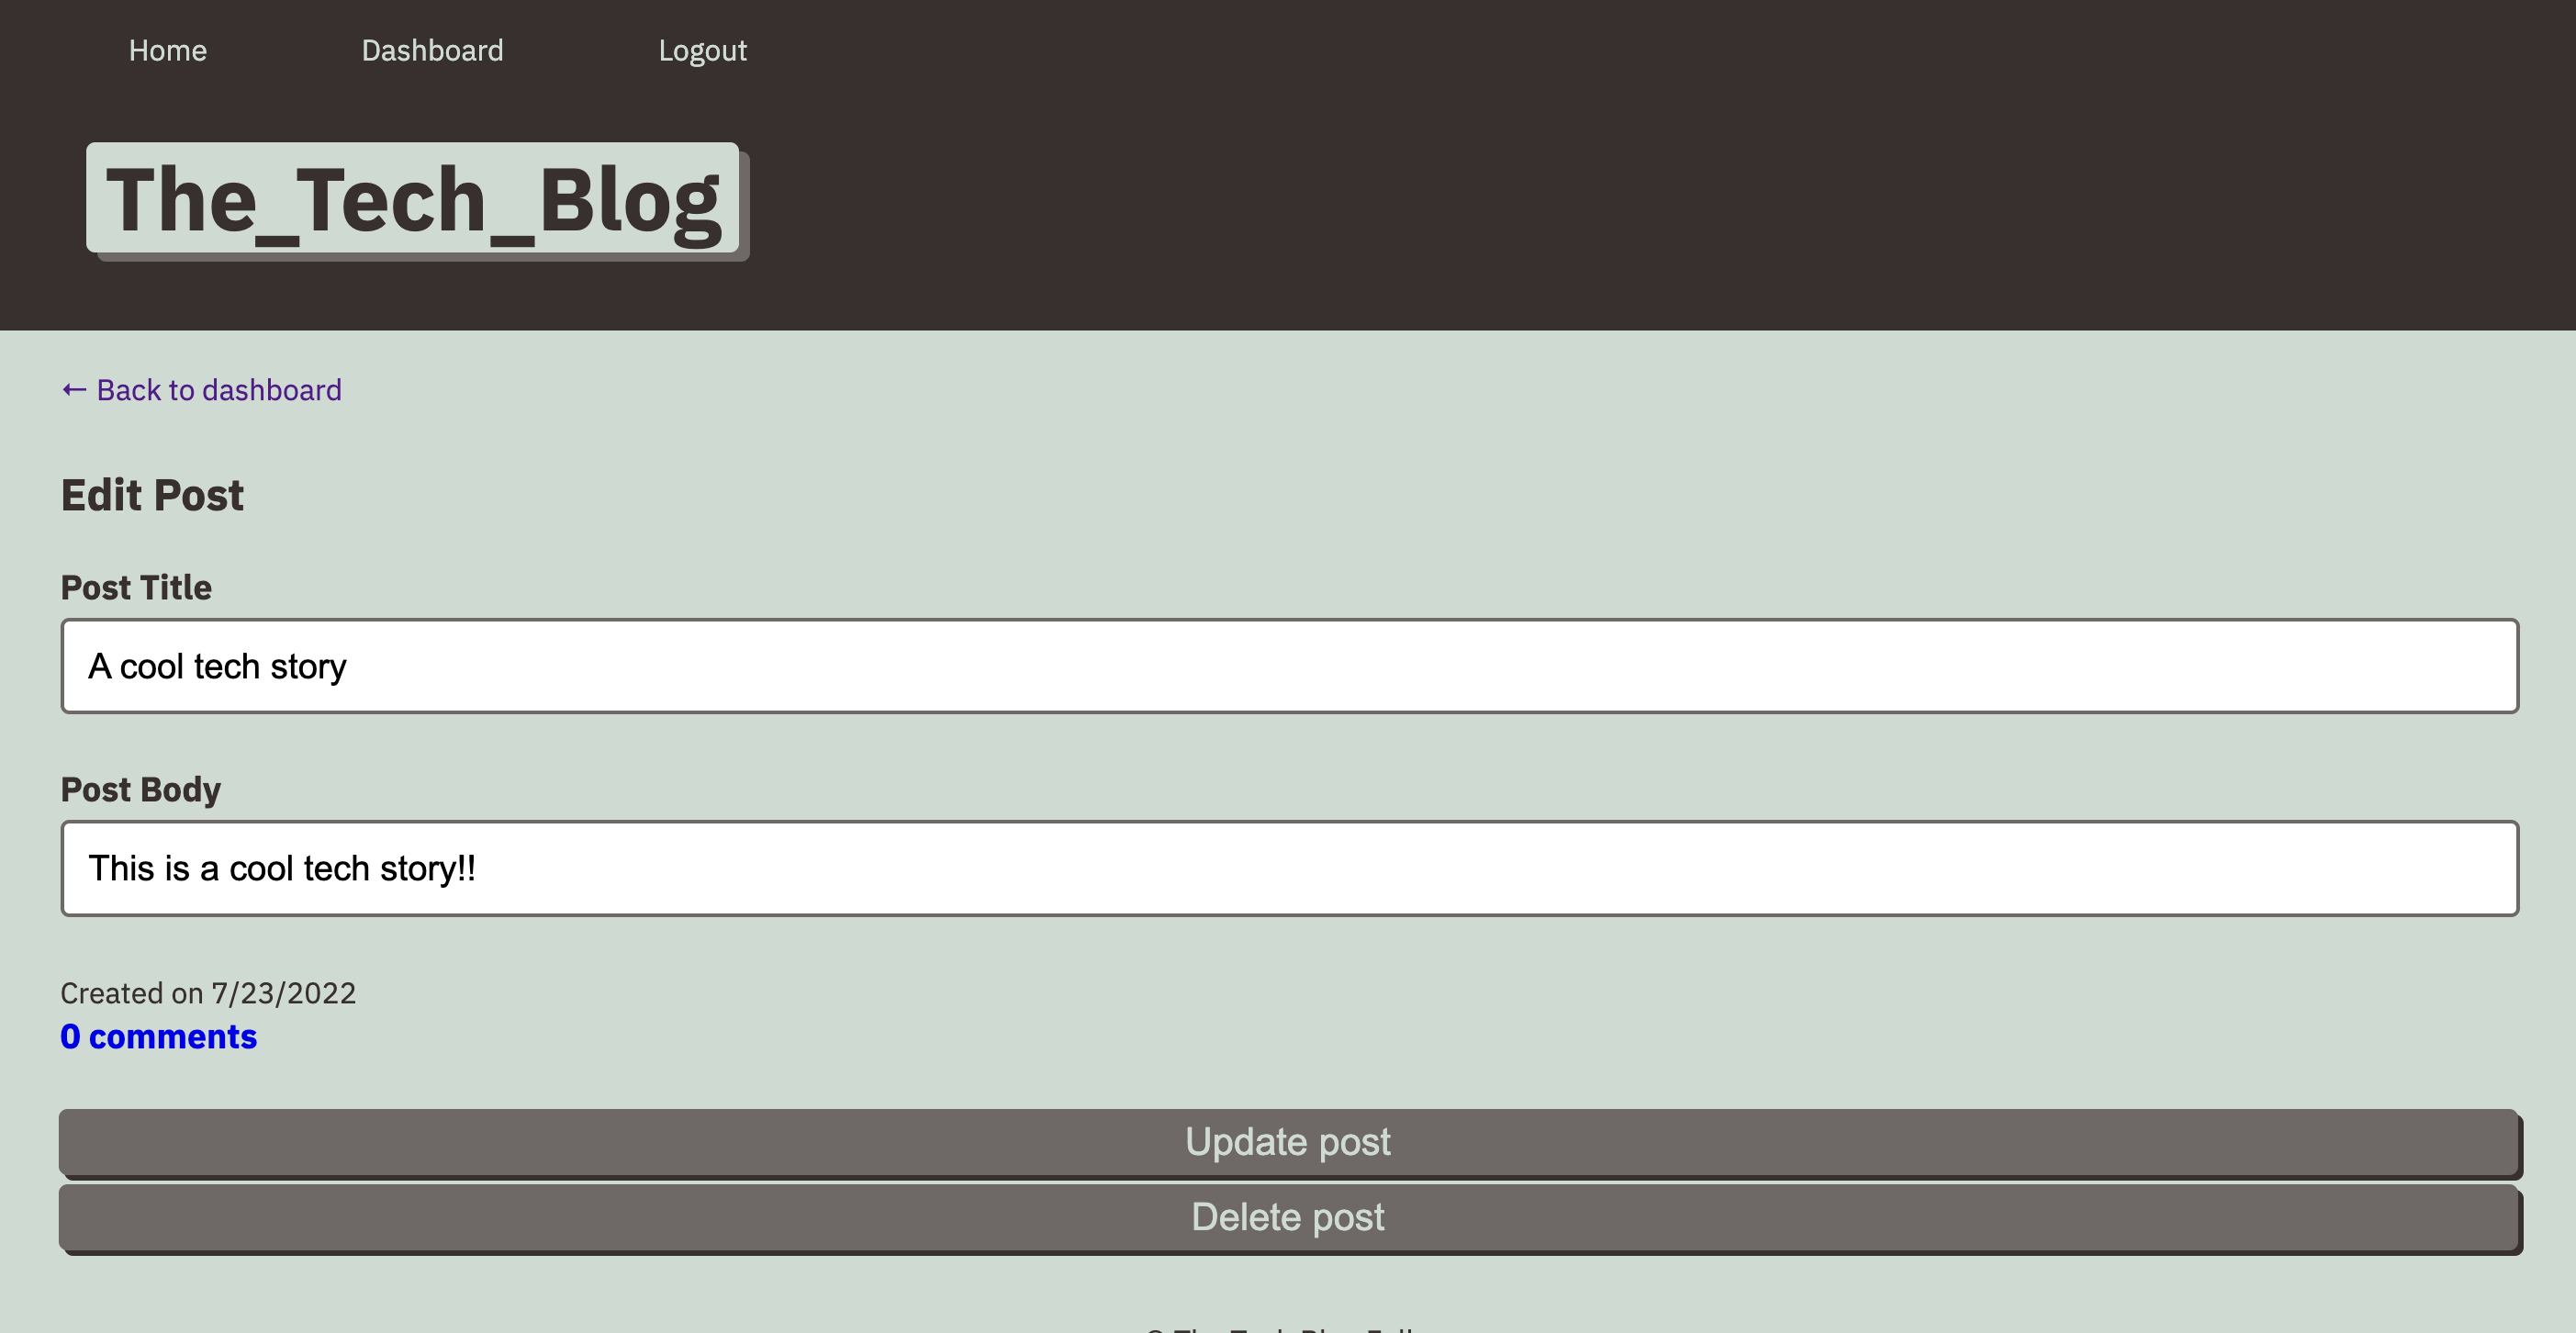 Home Dashboard Logout
The_Tech_Blog
← Back to dashboard
Edit Post
Post Title
A cool tech story
Post Body
This is a cool tech story!!
Created on 7/23/2022
0 comments
Update post
Delete post